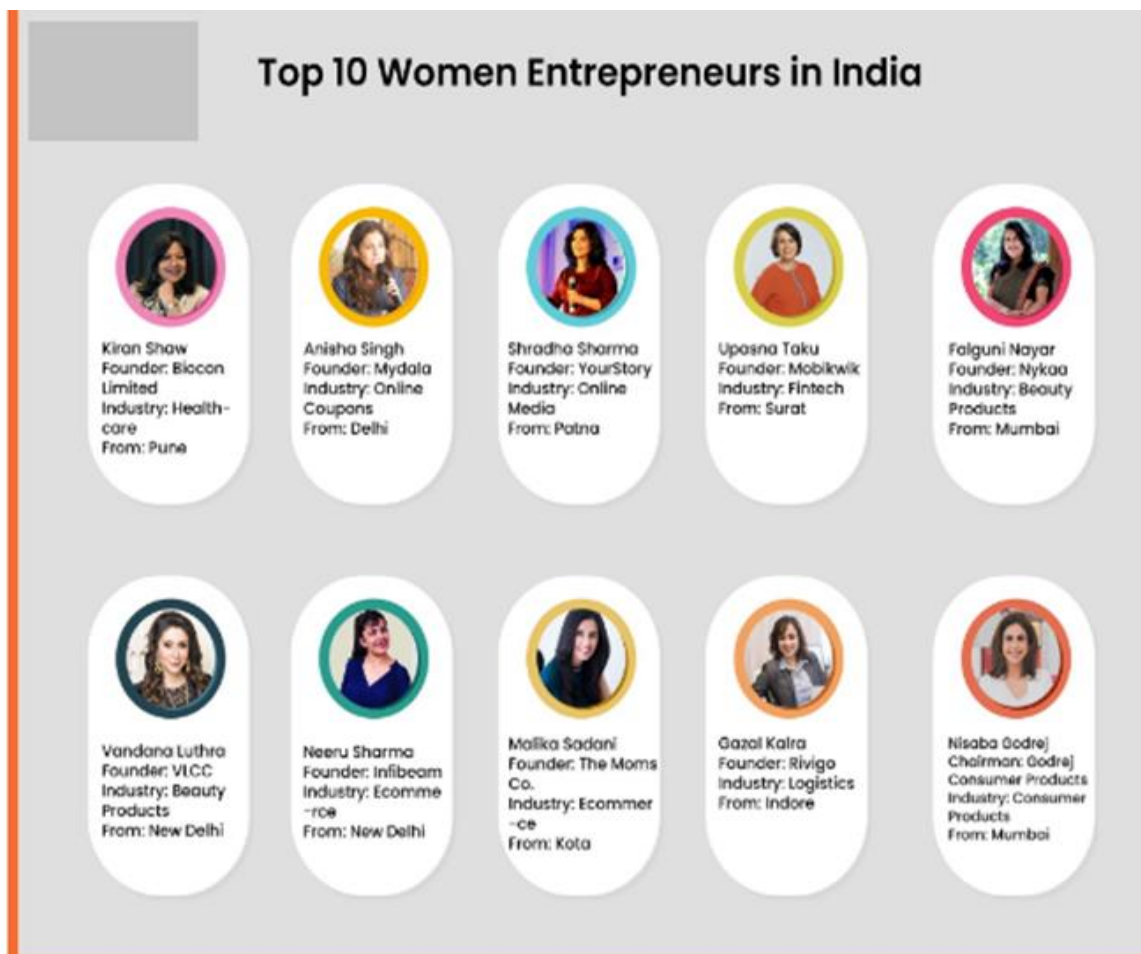 Top 10 Women Entrepreneurs in India
Kiran Shaw
Founder: Biocon
Limited
Industry: Health-
care
From: Pune
Anisha Singh
Founder: Mydala
Industry: Online
Coupons
From: Delhi
Shradha Sharma
Founder: YourStory
Industry: Online
Media
From: Patna
Upasna Taku
Founder: Mobikwik
Industry: Fintech
From: Surat
Falguni Nayar
Founder: Nykaa
Industry: Beauty
Products
From: Mumbai
Vandana Luthra
Founder: VLCC
Industry: Beauty
Products
From: New Delhi
Neeru Sharma
Founder: Infibeam
Industry: Ecomme
-rce
From: New Delhi
Malika Sadani
Founder: The Moms
Co.
Industry: Ecommer
-ce
From: Kota
Gazal Kalra
Founder: Rivigo
Industry: Logistics
From: Indore
Nisaba Godrej
Chairman: Godrej
Consumer Products
Industry: Consumer
Products
From: Mumbai